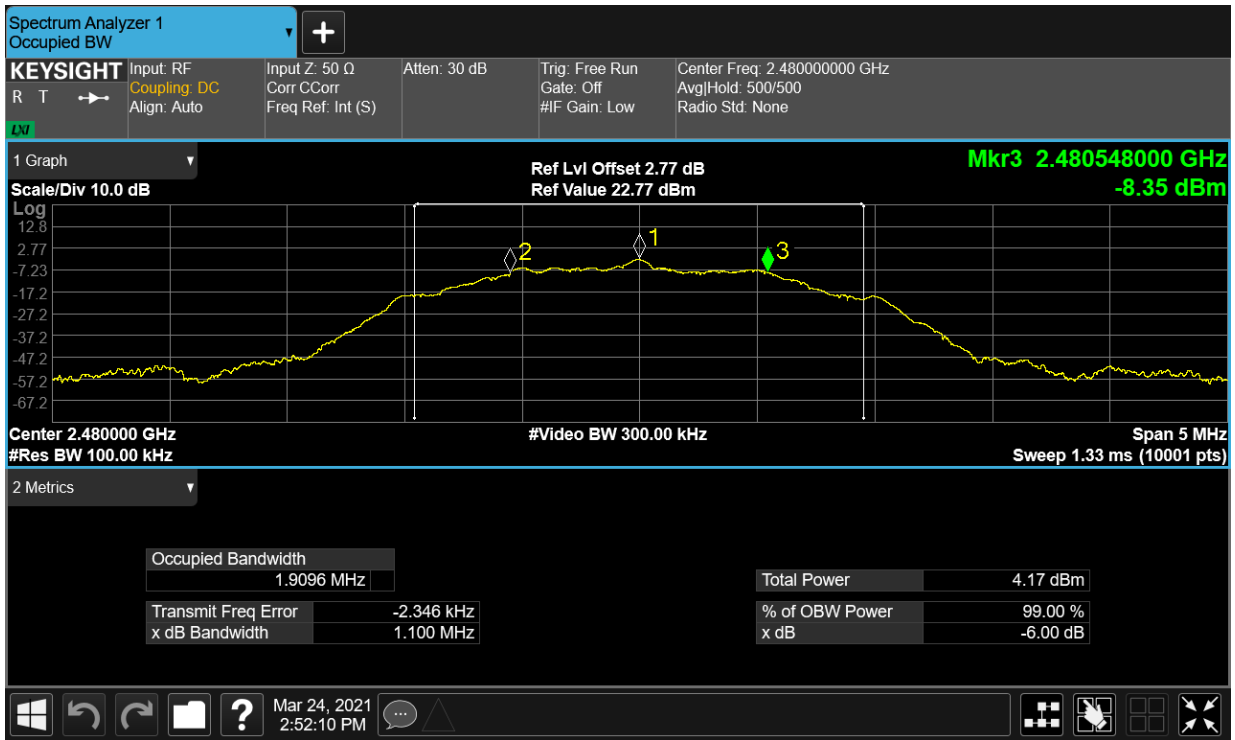 Spectrum Analyzer 1
Occupied BW
▼
+
KEYSIGHT
R T
LXI
Input: RF
Coupling: DC
Align: Auto
Input Z: 50 Ω
Corr CCorr
Freq Ref: Int (S)
Atten: 30 dB
Trig: Free Run
Gate: Off
#IF Gain: Low
Center Freq: 2.480000000 GHz
Avg|Hold: 500/500
Radio Std: None
1 Graph ▼
Scale/Div 10.0 dB
Ref Lvl Offset 2.77 dB
Ref Value 22.77 dBm
Mkr3 2.480548000 GHz
-8.35 dBm
Log
12.8
2.77
-7.23
-17.2
-27.2
-37.2
-47.2
-57.2
-67.2
2
1
3
Center 2.480000 GHz
#Video BW 300.00 kHz
Span 5 MHz
#Res BW 100.00 kHz
Sweep 1.33 ms (10001 pts)
2 Metrics ▼
Occupied Bandwidth
1.9096 MHz
Total Power 4.17 dBm
Transmit Freq Error -2.346 kHz
% of OBW Power 99.00 %
x dB Bandwidth 1.100 MHz
x dB -6.00 dB
?
Mar 24, 2021
2:52:10 PM
...